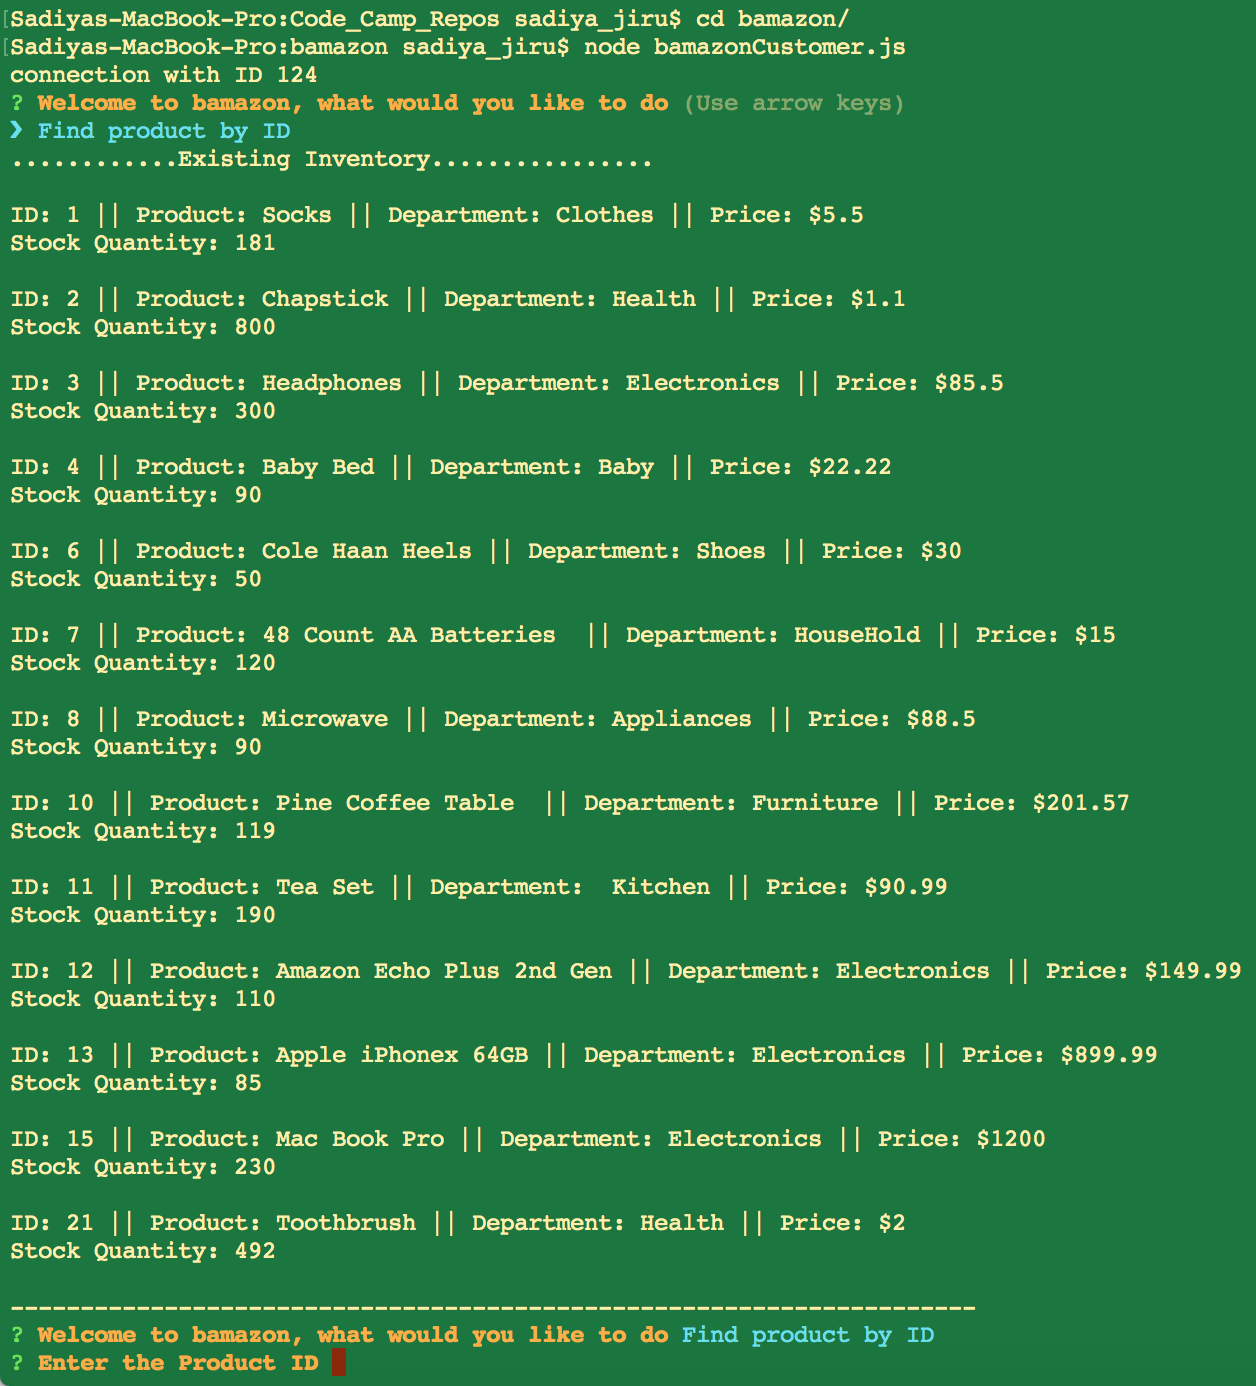 [Sadiyas-MacBook-Pro:Code_Camp_Repos sadiya_jiru$ cd bamazon/
[Sadiyas-MacBook-Pro:bamazon sadiya_jiru$ node bamazonCustomer.js
connection with ID 124
? Welcome to bamazon, what would you like to do (Use arrow keys)
❯ Find product by ID
............Existing Inventory................
ID: 1 || Product: Socks || Department: Clothes || Price: $5.5
Stock Quantity: 181
ID: 2 || Product: Chapstick || Department: Health || Price: $1.1
Stock Quantity: 800
ID: 3 || Product: Headphones || Department: Electronics || Price: $85.5
Stock Quantity: 300
ID: 4 || Product: Baby Bed || Department: Baby || Price: $22.22
Stock Quantity: 90
ID: 6 || Product: Cole Haan Heels || Department: Shoes || Price: $30
Stock Quantity: 50
ID: 7 || Product: 48 Count AA Batteries  || Department: HouseHold || Price: $15
Stock Quantity: 120
ID: 8 || Product: Microwave || Department: Appliances || Price: $88.5
Stock Quantity: 90
ID: 10 || Product: Pine Coffee Table  || Department: Furniture || Price: $201.57
Stock Quantity: 119
ID: 11 || Product: Tea Set || Department:  Kitchen || Price: $90.99
Stock Quantity: 190
ID: 12 || Product: Amazon Echo Plus 2nd Gen || Department: Electronics || Price: $149.99
Stock Quantity: 110
ID: 13 || Product: Apple iPhonex 64GB || Department: Electronics || Price: $899.99
Stock Quantity: 85
ID: 15 || Product: Mac Book Pro || Department: Electronics || Price: $1200
Stock Quantity: 230
ID: 21 || Product: Toothbrush || Department: Health || Price: $2
Stock Quantity: 492
---------------------------------------------------------------------
? Welcome to bamazon, what would you like to do Find product by ID
? Enter the Product ID